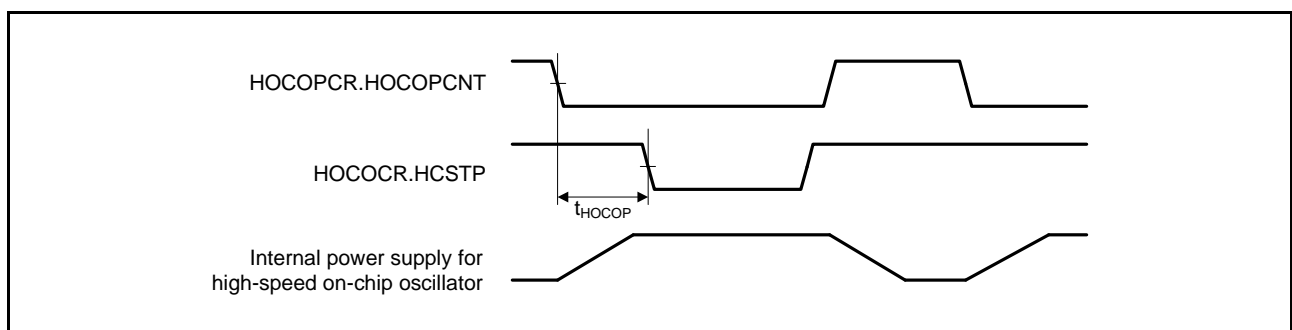 HOCOPCR.HOCOPCNT
HOCOCR.HCSTP
tHOCOP
Internal power supply for
high-speed on-chip oscillator